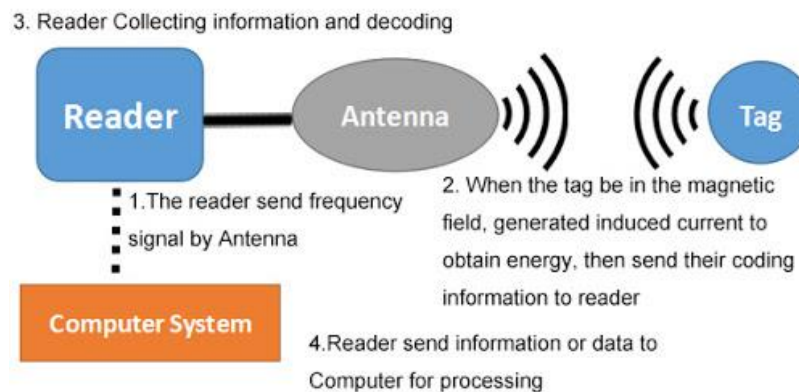 3. Reader Collecting information and decoding
Reader
Antenna
Tag
1.The reader send frequency
signal by Antenna
2. When the tag be in the magnetic
field, generated induced current to
obtain energy, then send their coding
information to reader
Computer System
4.Reader send information or data to
Computer for processing